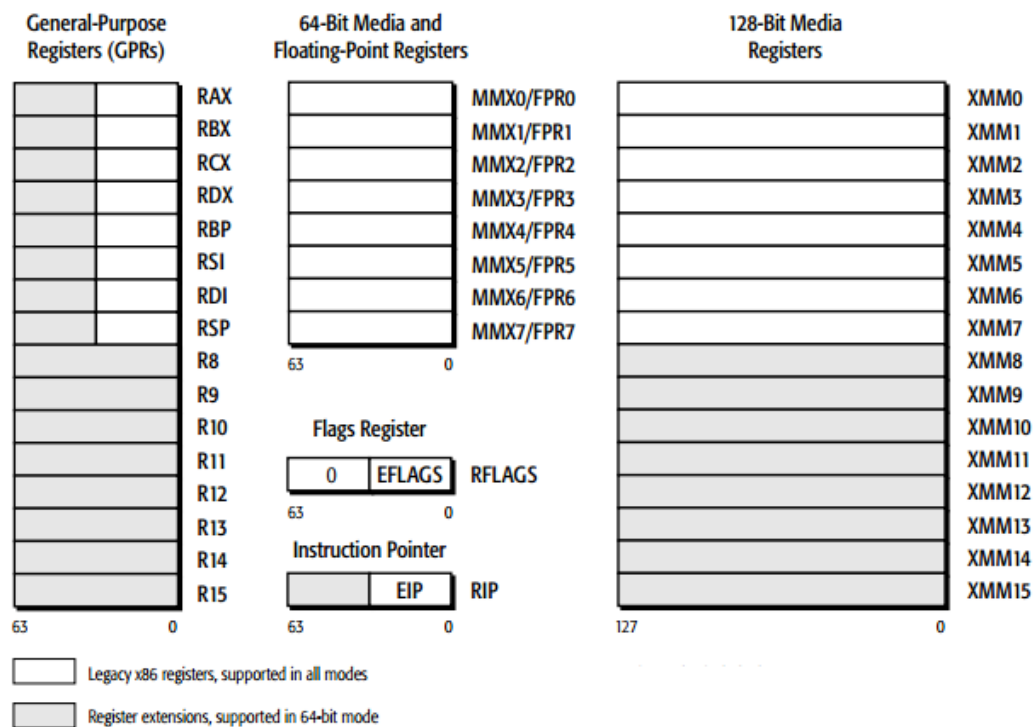 General-Purpose
Registers (GPRs)
64-Bit Media and
Floating-Point Registers
128-Bit Media
Registers
RAX
RBX
RCX
RDX
RBP
RSI
RDI
RSP
R8
R9
R10
R11
R12
R13
R14
R15
63 0
MMX0/FPR0
MMX1/FPR1
MMX2/FPR2
MMX3/FPR3
MMX4/FPR4
MMX5/FPR5
MMX6/FPR6
MMX7/FPR7
63 0
Flags Register
0 EFLAGS RFLAGS
63 0
Instruction Pointer
EIP RIP
63 0
XMM0
XMM1
XMM2
XMM3
XMM4
XMM5
XMM6
XMM7
XMM8
XMM9
XMM10
XMM11
XMM12
XMM13
XMM14
XMM15
127 0
Legacy x86 registers, supported in all modes
Register extensions, supported in 64-bit mode